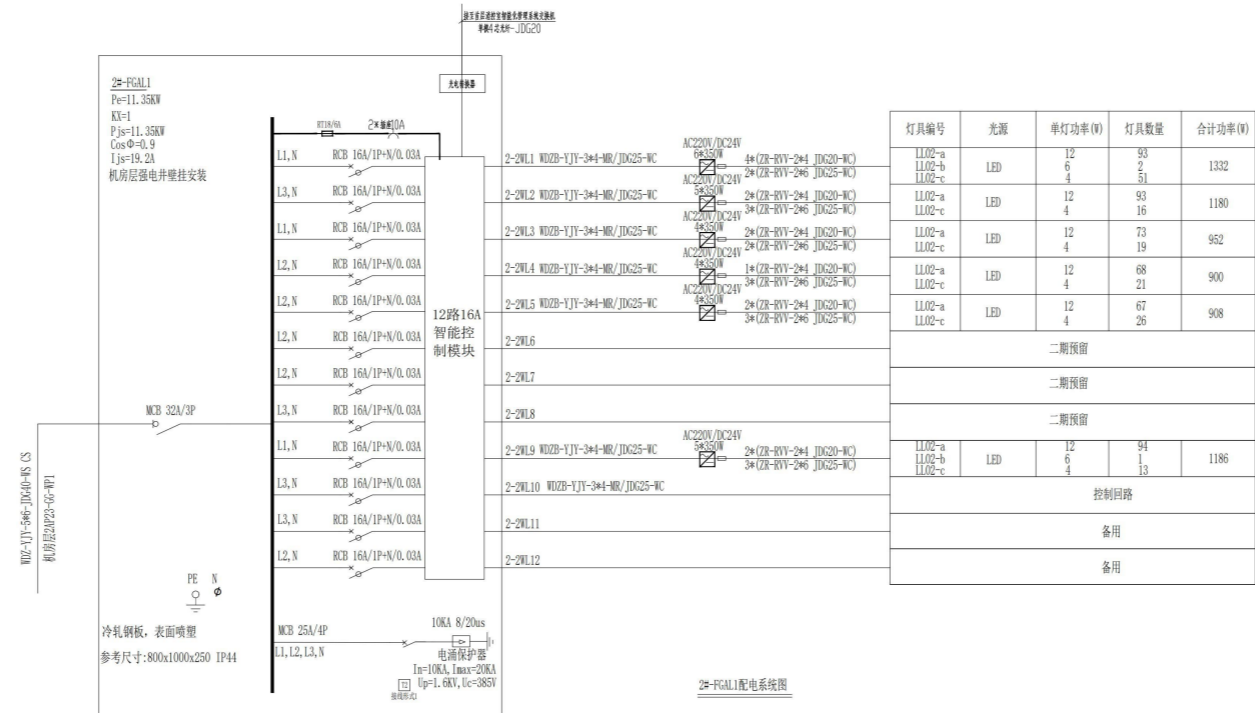 接至首层消控室智能化管理系统交换机
单模4芯光纤-JDG20
2#-FGAL1
Pe=11.35KW
KX=1
Pjs=11.35KW
CosΦ=0.9
Ijs=19.2A
机房层强电井壁挂安装
光电转换器
RT18/6A
10A
12路16A
智能控
制模块
L1,N RCB 16A/1P+N/0.03A
L3,N RCB 16A/1P+N/0.03A
L1,N RCB 16A/1P+N/0.03A
L2,N RCB 16A/1P+N/0.03A
L2,N RCB 16A/1P+N/0.03A
L2,N RCB 16A/1P+N/0.03A
L2,N RCB 16A/1P+N/0.03A
L3,N RCB 16A/1P+N/0.03A
L1,N RCB 16A/1P+N/0.03A
L3,N RCB 16A/1P+N/0.03A
L3,N RCB 16A/1P+N/0.03A
L2,N RCB 16A/1P+N/0.03A
灯具编号 光源 单灯功率(W) 灯具数量 合计功率(W)
AC220V/DC24V
6*350W
2-2WL1 WDZB-YJY-3*4-MR/JDG25-WC 4*(ZR-RVV-2*4 JDG20-WC)
2*(ZR-RVV-2*6 JDG25-WC)
LL02-a 12 93
LL02-b LED 6 2 1332
LL02-c 4 51
AC220V/DC24V
5*350W
2-2WL2 WDZB-YJY-3*4-MR/JDG25-WC 2*(ZR-RVV-2*4 JDG20-WC)
3*(ZR-RVV-2*6 JDG25-WC)
LL02-a LED 12 93 1180
LL02-c 4 16
AC220V/DC24V
4*350W
2-2WL3 WDZB-YJY-3*4-MR/JDG25-WC 2*(ZR-RVV-2*4 JDG20-WC)
2*(ZR-RVV-2*6 JDG25-WC)
LL02-a LED 12 73 952
LL02-c 4 19
AC220V/DC24V
4*350W
2-2WL4 WDZB-YJY-3*4-MR/JDG25-WC 1*(ZR-RVV-2*4 JDG20-WC)
3*(ZR-RVV-2*6 JDG25-WC)
LL02-a LED 12 68 900
LL02-c 4 21
AC220V/DC24V
4*350W
2-2WL5 WDZB-YJY-3*4-MR/JDG25-WC 2*(ZR-RVV-2*4 JDG20-WC)
3*(ZR-RVV-2*6 JDG25-WC)
LL02-a LED 12 67 908
LL02-c 4 26
2-2WL6 二期预留
2-2WL7 二期预留
2-2WL8 二期预留
AC220V/DC24V
5*350W
2-2WL9 WDZB-YJY-3*4-MR/JDG25-WC 2*(ZR-RVV-2*4 JDG20-WC)
3*(ZR-RVV-2*6 JDG25-WC)
LL02-a 12 94
LL02-b LED 6 1 1186
LL02-c 4 13
2-2WL10 WDZB-YJY-3*4-MR/JDG25-WC 控制回路
2-2WL11 备用
2-2WL12 备用
MCB 32A/3P
WDZ-YJY-5*6-JDG40-WS CS
机房层2AP23-GG-WP1
PE N
冷轧钢板，表面喷塑
参考尺寸:800x1000x250 IP44
MCB 25A/4P
L1,L2,L3,N
10KA 8/20us
电涌保护器
In=10KA,Imax=20KA
T2 Up=1.6KV,Uc=385V
接线形式1
2#-FGAL1配电系统图